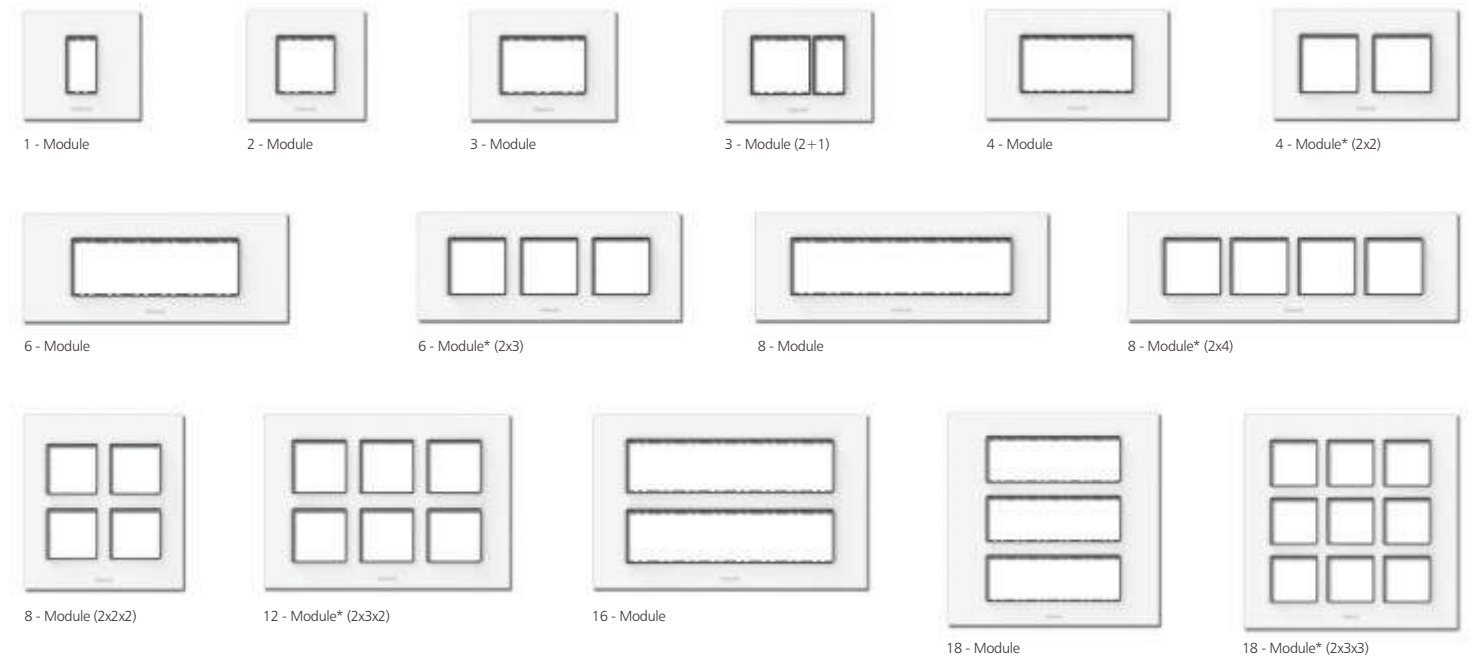 1 - Module
2 - Module
3 - Module
3 - Module (2+1)
4 - Module
4 - Module* (2x2)
6 - Module
6 - Module* (2x3)
8 - Module
8 - Module* (2x4)
8 - Module (2x2x2)
12 - Module* (2x3x2)
16 - Module
18 - Module
18 - Module* (2x3x3)